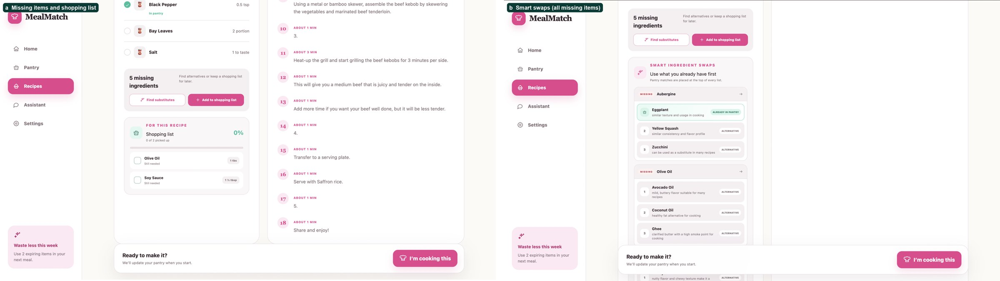 a Missing items and shopping list
MealMatch
Home
Pantry
Recipes
Assistant
Settings
Waste less this week
Use 2 expiring items in your
next meal.
Black Pepper
0.5 tsp
In pantry
Bay Leaves
2 portion
Salt
1 to taste
5 missing
ingredients
Find alternatives or keep a shopping list
for later.
Find substitutes
+ Add to shopping list
FOR THIS RECIPE
Shopping list
0 of 2 picked up
0%
Olive Oil
Still needed
1 tbs
Soy Sauce
Still needed
1 ½ tbsp
Using a metal or bamboo skewer, assemble the beef kebob by skewering
the vegetables and marinated beef tenderloin.
10
ABOUT 1 MIN
3.
11
ABOUT 3 MIN
Heat-up the grill and start grilling the beef kebobs for 3 minutes per side.
12
ABOUT 1 MIN
This will give you a medium beef that is juicy and tender on the inside.
13
ABOUT 1 MIN
Add more time if you want your beef well done, but it will be less tender.
14
ABOUT 1 MIN
4.
15
ABOUT 1 MIN
Transfer to a serving plate.
16
ABOUT 1 MIN
Serve with Saffron rice.
17
ABOUT 1 MIN
5.
18
ABOUT 1 MIN
Share and enjoy!
Ready to make it?
We'll update your pantry when you start.
I'm cooking this
b Smart swaps (all missing items)
MealMatch
Home
Pantry
Recipes
Assistant
Settings
Waste less this week
Use 2 expiring items in your
next meal.
5 missing
ingredients
Find alternatives or keep a shopping list
for later.
Find substitutes
+ Add to shopping list
SMART INGREDIENT SWAPS
Use what you already have first
Pantry matches are placed at the top of every list.
MISSING Aubergine →
Eggplant
similar texture and usage in cooking
ALREADY IN PANTRY
2
Yellow Squash
similar consistency and flavor profile
ALTERNATIVE
3
Zucchini
can be used as a substitute in many recipes
ALTERNATIVE
MISSING Olive Oil →
1
Avocado Oil
mild, buttery flavor suitable for many
recipes
ALTERNATIVE
2
Coconut Oil
healthy fat alternative for cooking
ALTERNATIVE
3
Ghee
clarified butter with a high smoke point for
cooking
ALTERNATIVE
Ready to make it?
We'll update your pantry when you start.
I'm cooking this
1
nutty flavor and chewy texture make it a
ALTERNATIVE